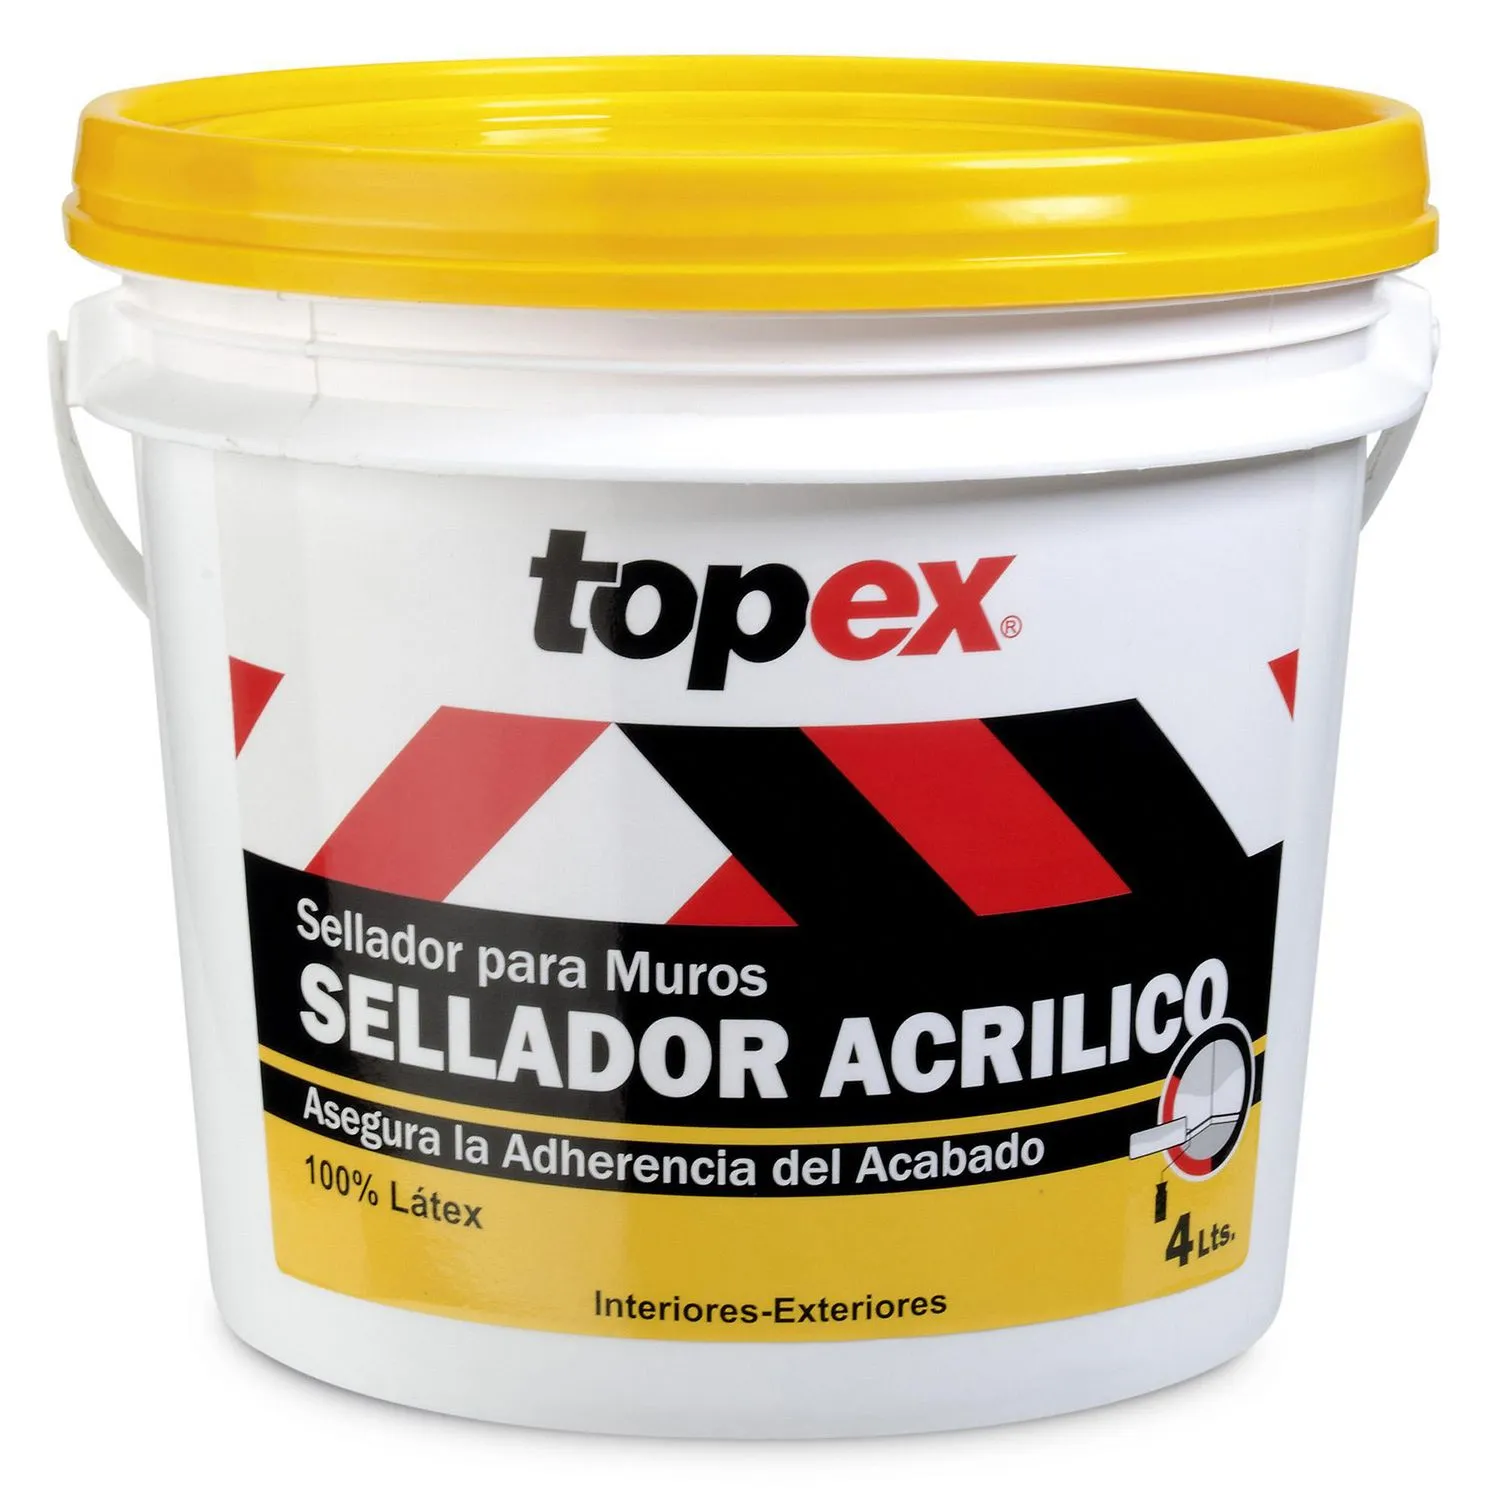 topex®
Sellador para Muros
SELLADOR ACRILICO
Asegura la Adherencia del Acabado
100% Látex
4 Lts.
Interiores-Exteriores